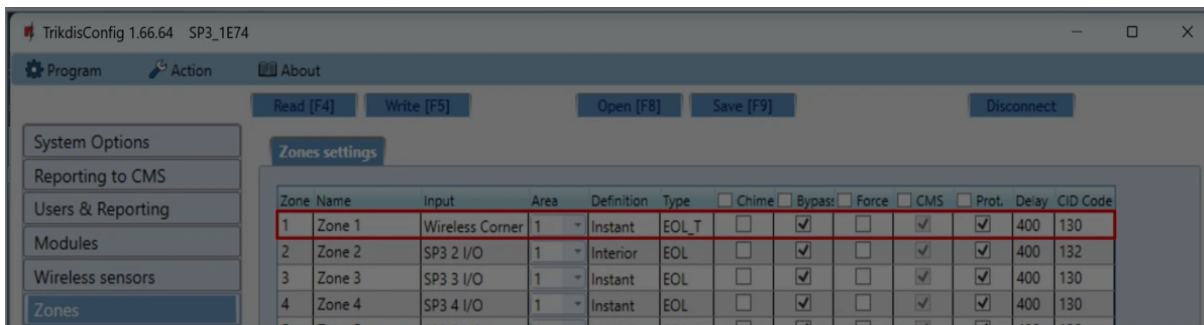 TrikdisConfig 1.66.64 SP3_1E74
Program Action About
Read [F4] Write [F5] Open [F8] Save [F9] Disconnect
System Options
Reporting to CMS
Users & Reporting
Modules
Wireless sensors
Zones
Zones settings
Zone Name Input Area Definition Type Chime Bypass Force CMS Prot. Delay CID Code
1 Zone 1 Wireless Corner 1 Instant EOL_T 400 130
2 Zone 2 SP3 2 I/O 1 Interior EOL 400 132
3 Zone 3 SP3 3 I/O 1 Instant EOL 400 130
4 Zone 4 SP3 4 I/O 1 Instant EOL 400 130